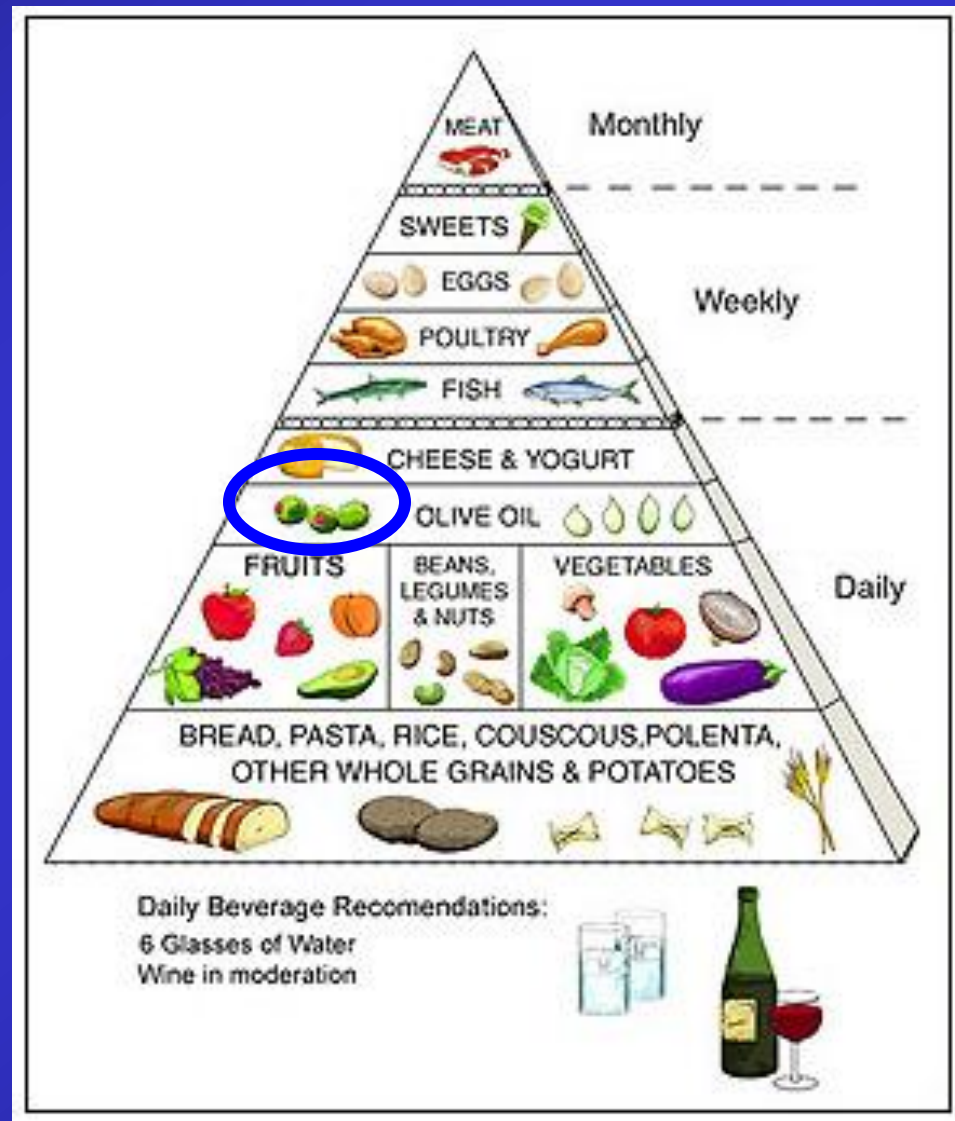 MEAT
Monthly
SWEETS
EGGS
Weekly
POULTRY
FISH
CHEESE & YOGURT
OLIVE OIL
FRUITS
BEANS,
LEGUMES
& NUTS
VEGETABLES
Daily
BREAD, PASTA, RICE, COUSCOUS,POLENTA,
OTHER WHOLE GRAINS & POTATOES
Daily Beverage Recomendations:
6 Glasses of Water
Wine in moderation